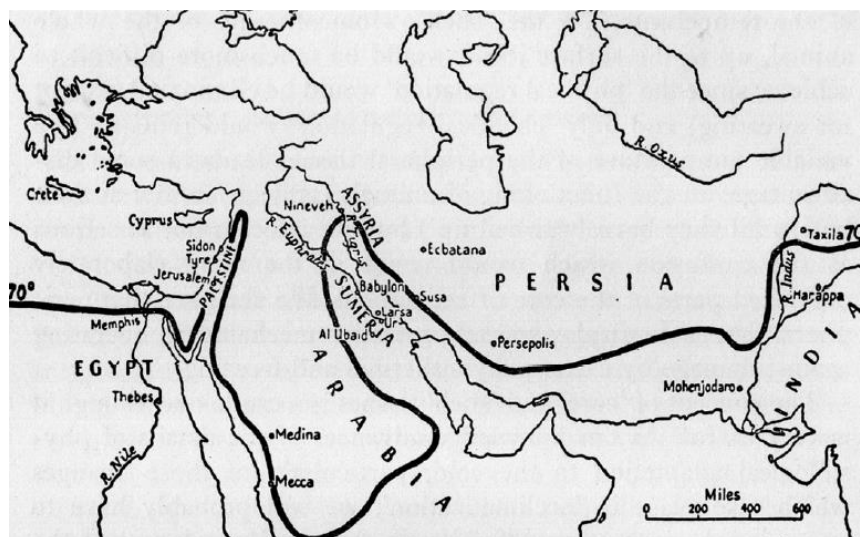 R. Oxus
Crete
Cyprus
Nineveh
ASSYRIA
Ecbatana
Taxila
70
Sidon
Tyre
Jerusalem
PALESTINE
R. Euphrates
Tigris
Babylon
SUMERIA
Susa
Larsa
Ur
Al Ubaid
PERSIA
Indus
Harappa
70°
Memphis
EGYPT
Thebes
R. Nile
Persepolis
Mohenjodaro
SIND
INDIA
ARABIA
Medina
Mecca
Miles
0 200 400 600